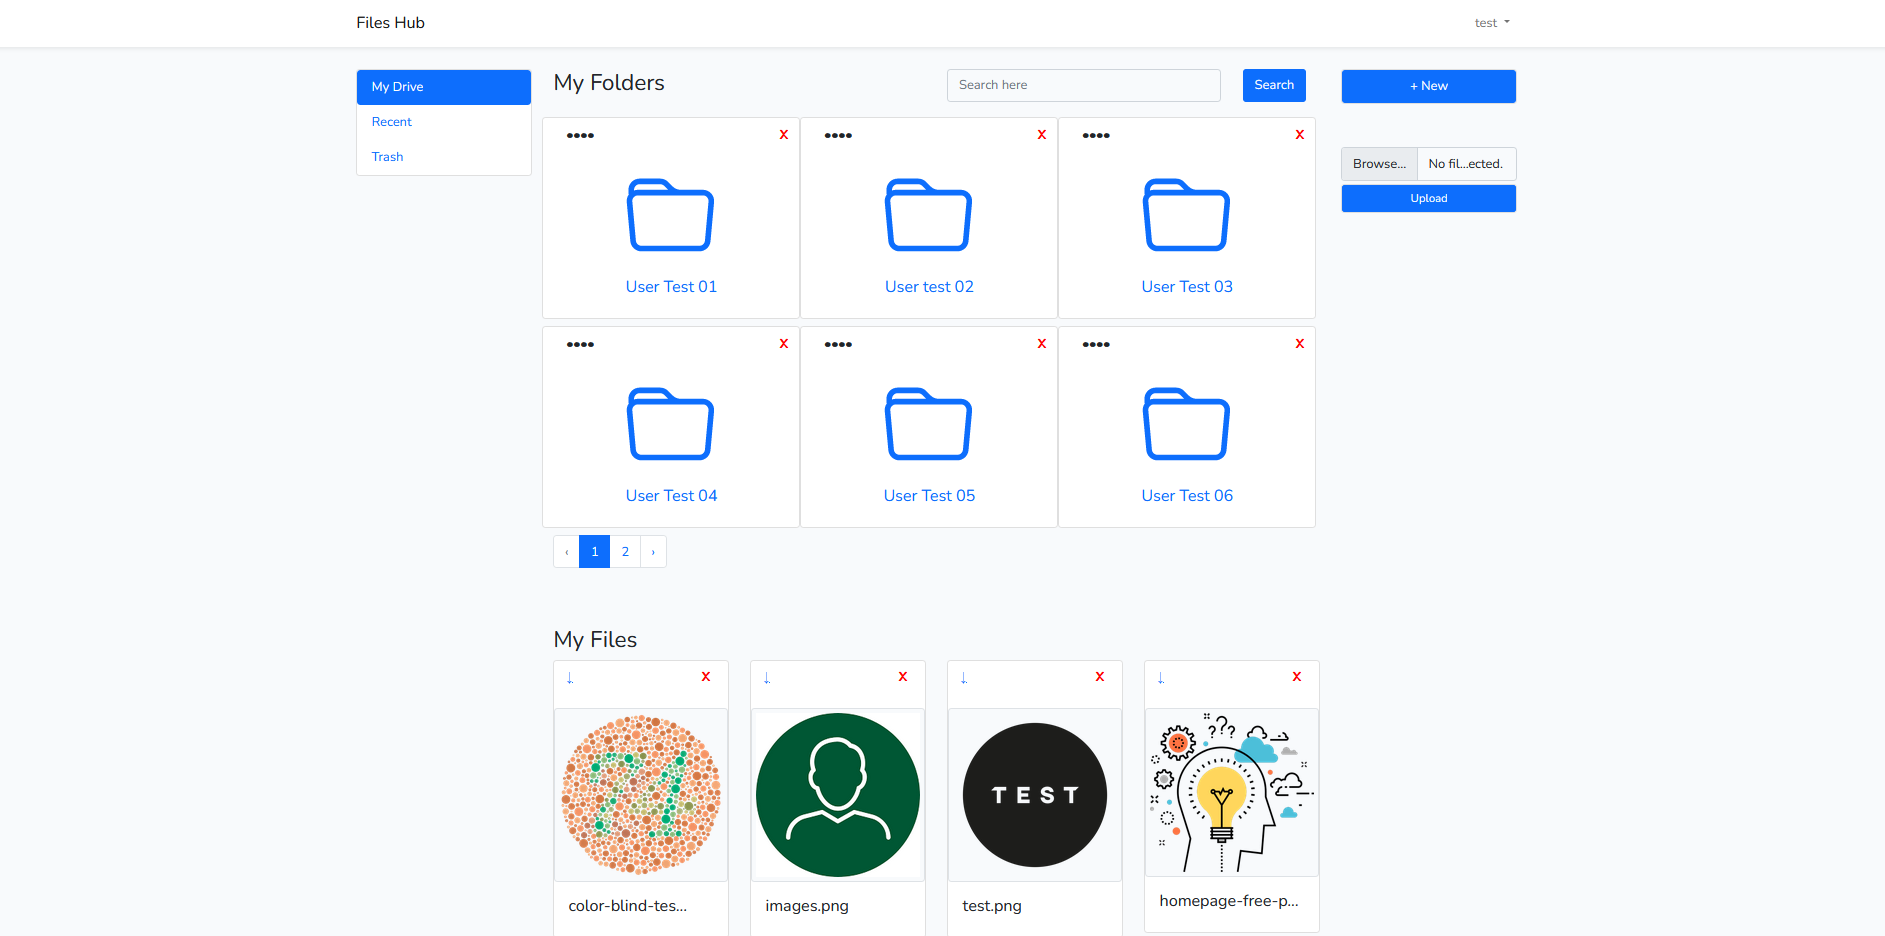 Files Hub
test
My Drive
Recent
Trash
My Folders
Search here
Search
+ New
Browse...
No fil...ected.
Upload
•••• X
•••• X
•••• X
User Test 01
User test 02
User Test 03
•••• X
•••• X
•••• X
User Test 04
User Test 05
User Test 06
‹ 1 2 ›
My Files
↓ X
↓ X
↓ X
↓ X
TEST
color-blind-tes...
images.png
test.png
homepage-free-p...